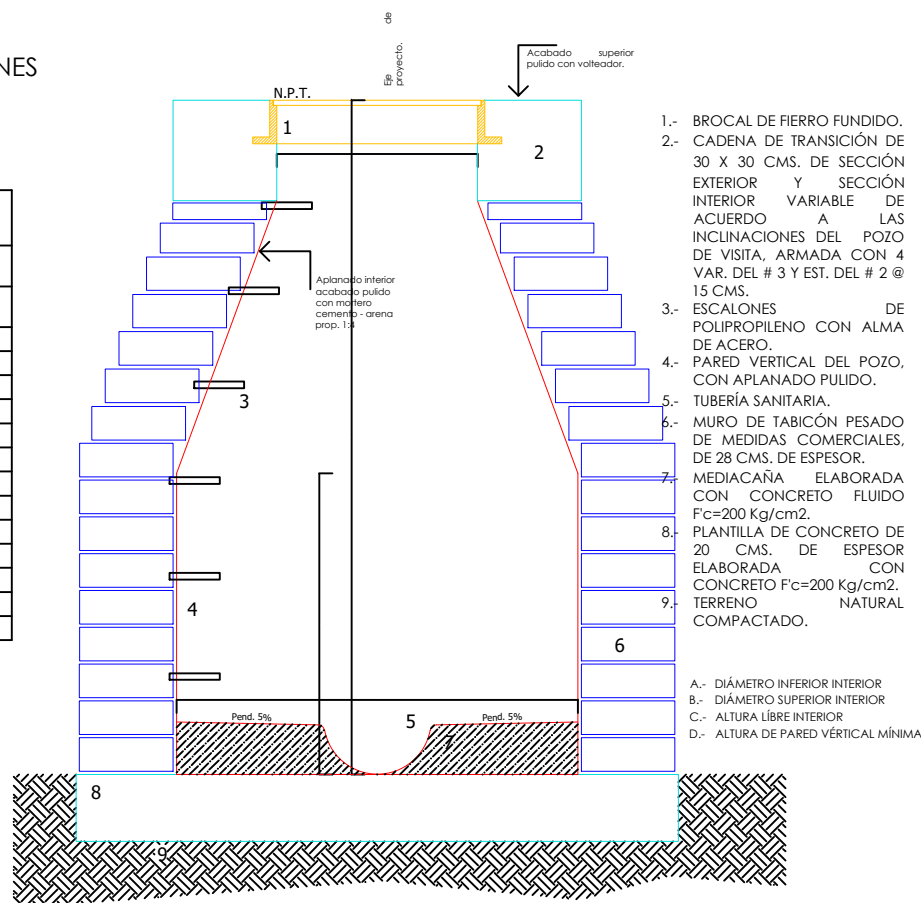 NES
Eje de
proyecto.
Acabado superior
pulido con volteador.
N.P.T.
1
2
Aplanado interior
acabado pulido
con mortero
cemento - arena
prop. 1:4
3
4
6
Pend. 5%
5
Pend. 5%
7
8
9
1.- BROCAL DE FIERRO FUNDIDO.
2.- CADENA DE TRANSICIÓN DE
30 X 30 CMS. DE SECCIÓN
EXTERIOR Y SECCIÓN
INTERIOR VARIABLE DE
ACUERDO A LAS
INCLINACIONES DEL POZO
DE VISITA, ARMADA CON 4
VAR. DEL # 3 Y EST. DEL # 2 @
15 CMS.
3.- ESCALONES DE
POLIPROPILENO CON ALMA
DE ACERO.
4.- PARED VERTICAL DEL POZO,
CON APLANADO PULIDO.
5.- TUBERÍA SANITARIA.
6.- MURO DE TABICÓN PESADO
DE MEDIDAS COMERCIALES,
DE 28 CMS. DE ESPESOR.
7.- MEDIACAÑA ELABORADA
CON CONCRETO FLUIDO
F'c=200 Kg/cm2.
8.- PLANTILLA DE CONCRETO DE
20 CMS. DE ESPESOR
ELABORADA CON
CONCRETO F'c=200 Kg/cm2.
9.- TERRENO NATURAL
COMPACTADO.
A.- DIÁMETRO INFERIOR INTERIOR
B.- DIÁMETRO SUPERIOR INTERIOR
C.- ALTURA LÍBRE INTERIOR
D.- ALTURA DE PARED VÉRTICAL MÍNIMA